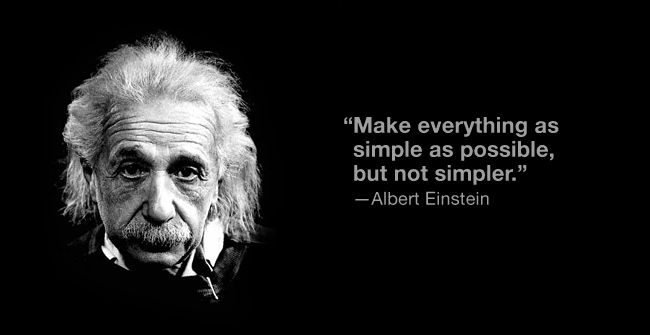 “Make everything as
simple as possible,
but not simpler.”
—Albert Einstein